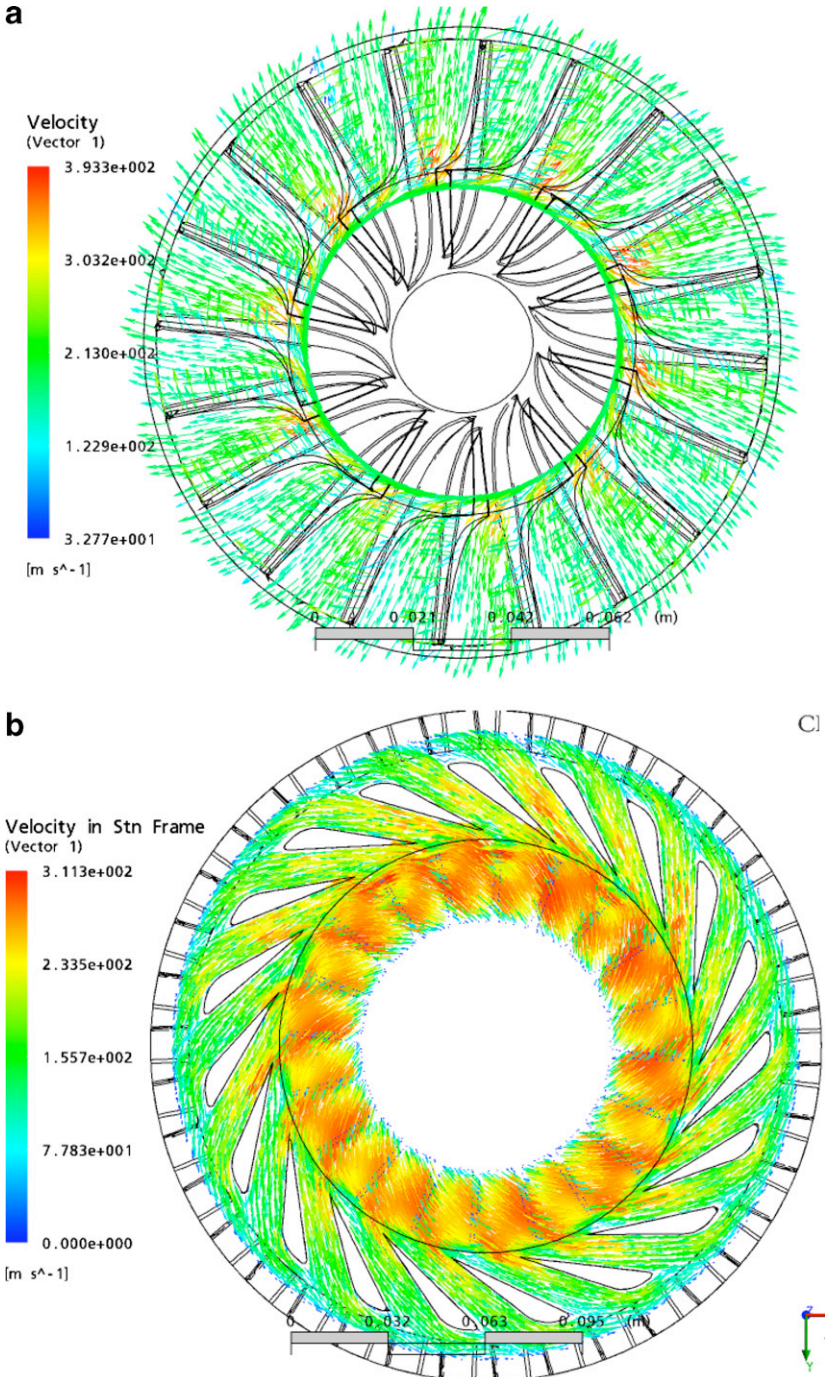 a
Velocity
(Vector 1)
3.933e+002
3.032e+002
2.130e+002
1.229e+002
3.277e+001
[m s^-1]
0 0.021 0.042 0.062 (m)
b
Velocity in Stn Frame
(Vector 1)
3.113e+002
2.335e+002
1.557e+002
7.783e+001
0.000e+000
[m s^-1]
0 0.032 0.063 0.095 (m)
Z
Y